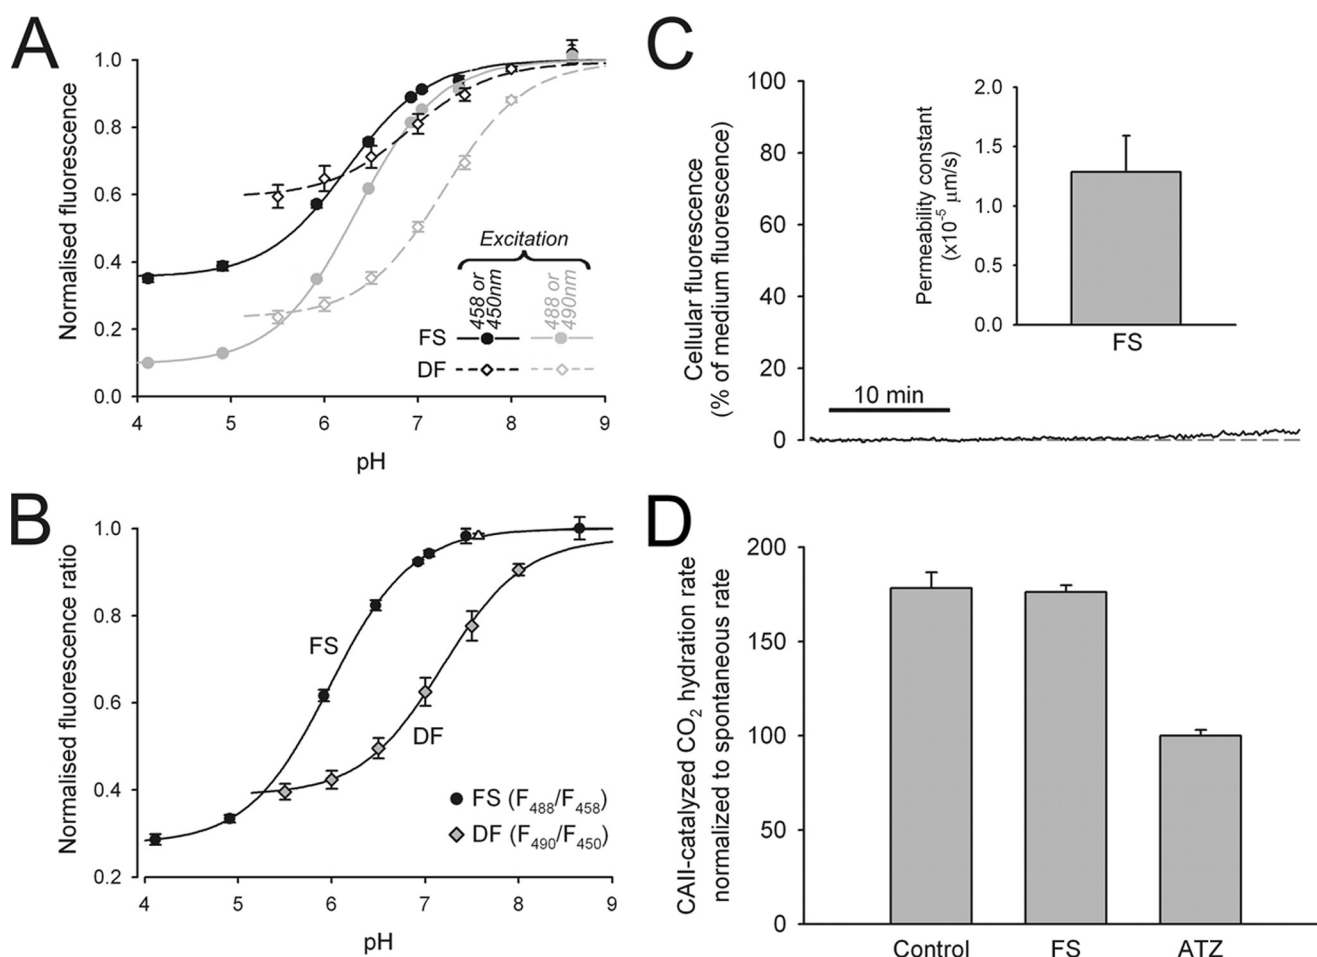 A
Normalised fluorescence
1.0
0.8
0.6
0.4
0.2
0.0
4 5 6 7 8 9
pH
Excitation
458 or 450nm
488 or 490nm
FS
DF
B
Normalised fluorescence ratio
1.0
0.8
0.6
0.4
0.2
4 5 6 7 8 9
pH
FS
DF
FS (F488/F458)
DF (F490/F450)
C
Cellular fluorescence
(% of medium fluorescence)
100
80
60
40
20
0
10 min
Permeability constant
(x10-5 μm/s)
2.0
1.5
1.0
0.5
0.0
FS
D
CAII-catalyzed CO2 hydration rate
normalized to spontaneous rate
200
150
100
50
0
Control FS ATZ